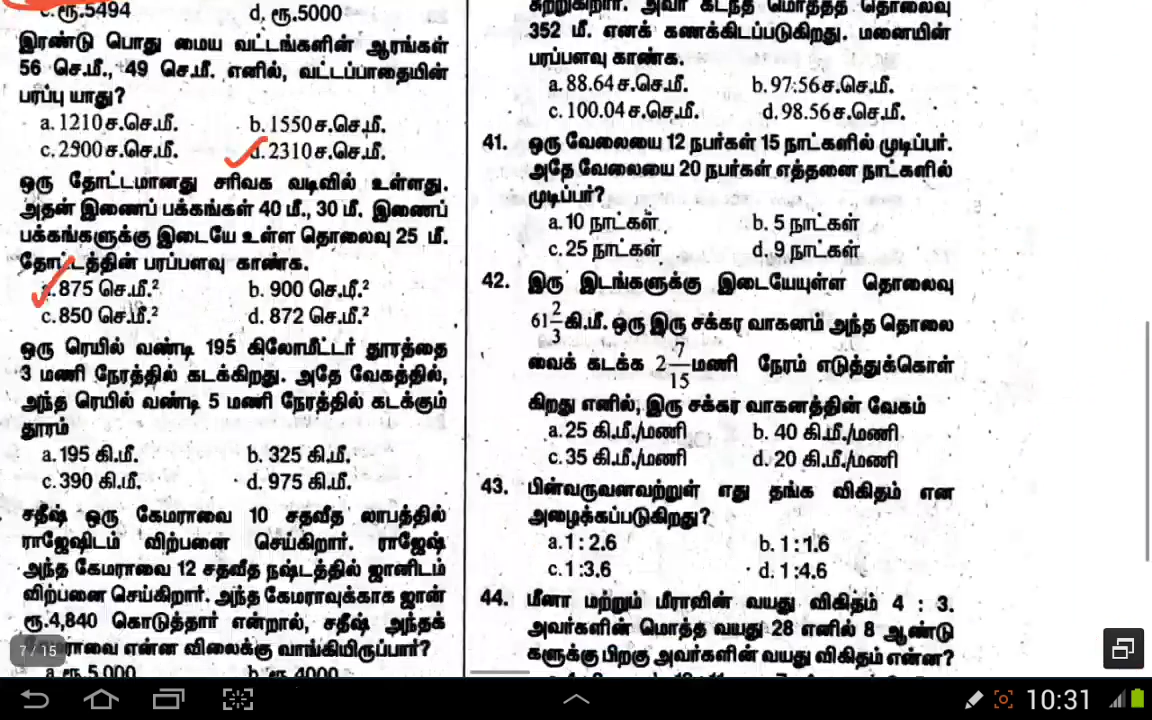 c. ரூ.5494 d. ரூ.5000
இரண்டு பொது மைய வட்டங்களின் ஆரங்கள்
56 செ.மீ., 49 செ.மீ. எனில், வட்டப்பாதையின்
பரப்பு யாது?
a. 1210 ச.செ.மீ. b. 1550 ச.செ.மீ.
c. 2900 ச.செ.மீ. d. 2310 ச.செ.மீ.
ஒரு தோட்டமானது சரிவக வடிவில் உள்ளது.
அதன் இணைப் பக்கங்கள் 40 மீ., 30 மீ. இணைப்
பக்கங்களுக்கு இடையே உள்ள தொலைவு 25 மீ.
தோட்டத்தின் பரப்பளவு காண்க.
a. 875 செ.மீ.² b. 900 செ.மீ.²
c. 850 செ.மீ.² d. 872 செ.மீ.²
ஒரு ரெயில் வண்டி 195 கிலோமீட்டர் தூரத்தை
3 மணி நேரத்தில் கடக்கிறது. அதே வேகத்தில்,
அந்த ரெயில் வண்டி 5 மணி நேரத்தில் கடக்கும்
தூரம்
a. 195 கி.மீ. b. 325 கி.மீ.
c. 390 கி.மீ. d. 975 கி.மீ.
சதீஷ் ஒரு கேமராவை 10 சதவீத லாபத்தில்
ராஜேஷிடம் விற்பனை செய்கிறார். ராஜேஷ்
அந்த கேமராவை 12 சதவீத நஷ்டத்தில் ஜானிடம்
விற்பனை செய்கிறார். அந்த கேமராவுக்காக ஜான்
ரூ.4,840 கொடுத்தார் என்றால், சதீஷ் அந்தக்
என்ன விலைக்கு வாங்கியிருப்பார்?
a. ரூ. 5,000 b. ரூ. 4000
7 / 15
சுற்றுகிறார். அவர் கடந்த மொத்தத் தொலைவு
352 மீ. எனக் கணக்கிடப்படுகிறது. மனையின்
பரப்பளவு காண்க.
a. 88.64 ச.செ.மீ. b. 97.56 ச.செ.மீ.
c. 100.04 ச.செ.மீ. d. 98.56 ச.செ.மீ.
41. ஒரு வேலையை 12 நபர்கள் 15 நாட்களில் முடிப்பர்.
அதே வேலையை 20 நபர்கள் எத்தனை நாட்களில்
முடிப்பர்?
a. 10 நாட்கள் b. 5 நாட்கள்
c. 25 நாட்கள் d. 9 நாட்கள்
42. இரு இடங்களுக்கு இடையேயுள்ள தொலைவு
61 2/3 கி.மீ. ஒரு இரு சக்கர வாகனம் அந்த தொலை
வைக் கடக்க 2 7/15 மணி நேரம் எடுத்துக்கொள்
கிறது எனில், இரு சக்கர வாகனத்தின் வேகம்
a. 25 கி.மீ./மணி b. 40 கி.மீ./மணி
c. 35 கி.மீ./மணி d. 20 கி.மீ./மணி
43. பின்வருவனவற்றுள் எது தங்க விகிதம் என
அழைக்கப்படுகிறது?
a. 1 : 2.6 b. 1 : 1.6
c. 1:3.6 d. 1:4.6
44. மீனா மற்றும் மீராவின் வயது விகிதம் 4 : 3.
அவர்களின் மொத்த வயது 28 எனில் 8 ஆண்டு
களுக்கு பிறகு அவர்களின் வயது விகிதம் என்ன?
10:31